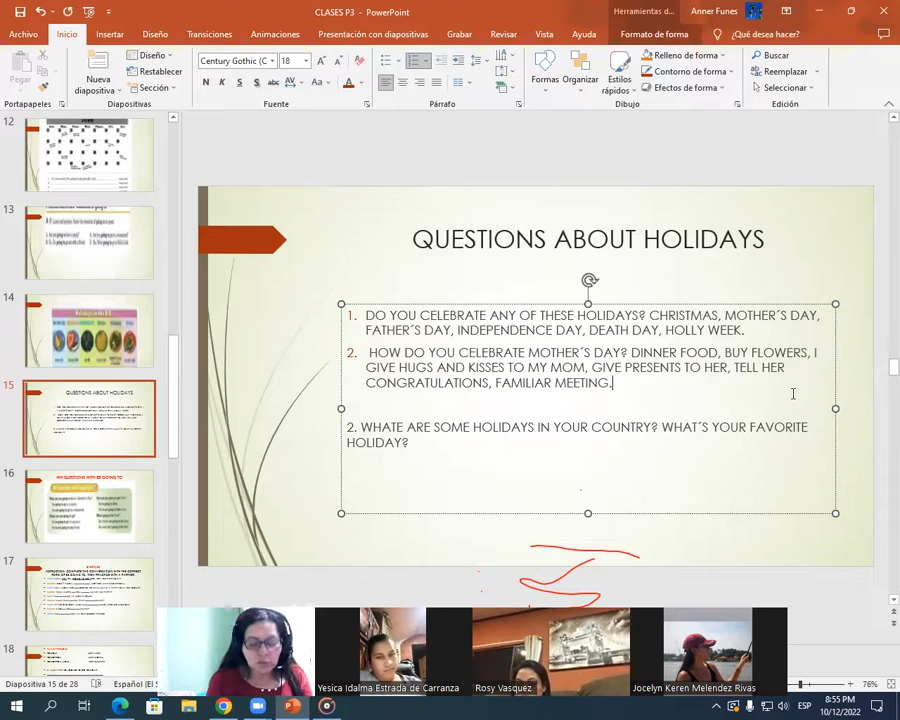 CLASES P3 - PowerPoint
Herramientas d...
Anner Funes
Archivo
Inicio
Insertar
Diseño
Transiciones
Animaciones
Presentación con diapositivas
Grabar
Revisar
Vista
Ayuda
Formato de forma
¿Qué desea hacer?
Pegar
Nueva diapositiva
Diseño
Restablecer
Sección
Century Gothic (C
18
N K S
Aa
A
Formas
Organizar
Estilos rápidos
Relleno de forma
Contorno de forma
Efectos de forma
Buscar
Reemplazar
Seleccionar
Portapapeles
Diapositivas
Fuente
Párrafo
Dibujo
Edición
12
13
14
15
QUESTIONS ABOUT HOLIDAYS
16
17
18
QUESTIONS ABOUT HOLIDAYS
1. DO YOU CELEBRATE ANY OF THESE HOLIDAYS? CHRISTMAS, MOTHER´S DAY,
FATHER´S DAY, INDEPENDENCE DAY, DEATH DAY, HOLLY WEEK.
2. HOW DO YOU CELEBRATE MOTHER´S DAY? DINNER FOOD, BUY FLOWERS, I
GIVE HUGS AND KISSES TO MY MOM, GIVE PRESENTS TO HER, TELL HER
CONGRATULATIONS, FAMILIAR MEETING.
2. WHATE ARE SOME HOLIDAYS IN YOUR COUNTRY? WHAT´S YOUR FAVORITE
HOLIDAY?
Yesica Idalma Estrada de Carranza
Rosy Vasquez
Jocelyn Keren Melendez Rivas
Diapositiva 15 de 28
Español (El S
76%
ESP
8:55 PM
10/12/2022